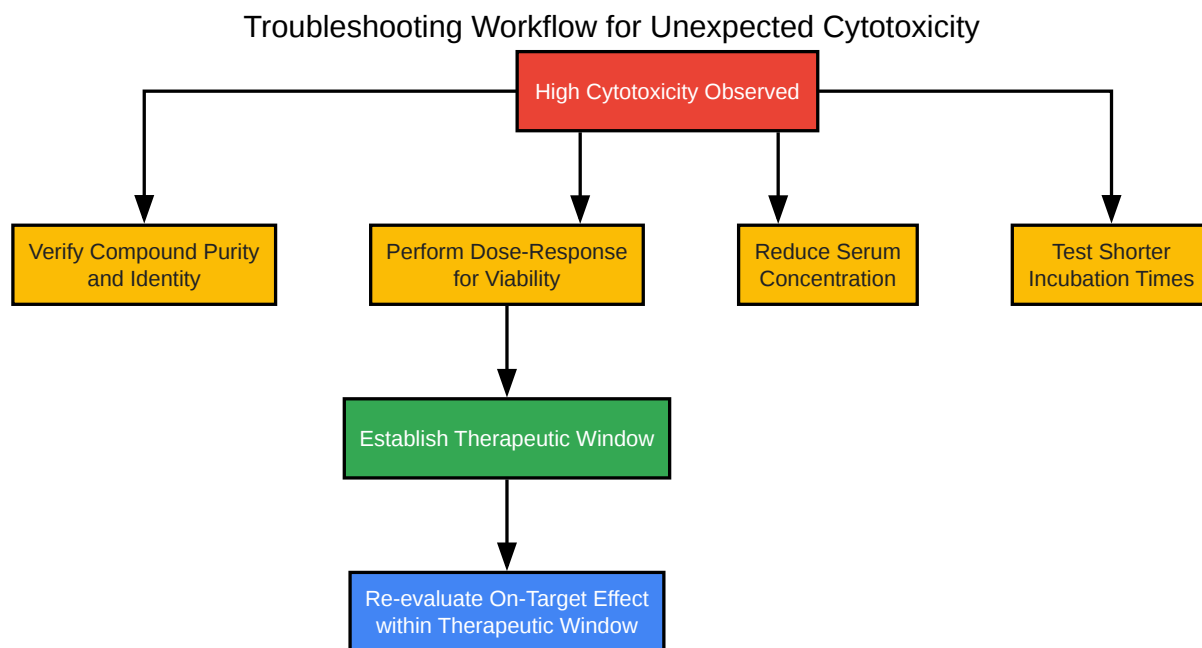 Troubleshooting Workflow for Unexpected Cytotoxicity
High Cytotoxicity Observed
Verify Compound Purity
and Identity
Perform Dose-Response
for Viability
Reduce Serum
Concentration
Test Shorter
Incubation Times
Establish Therapeutic Window
Re-evaluate On-Target Effect
within Therapeutic Window